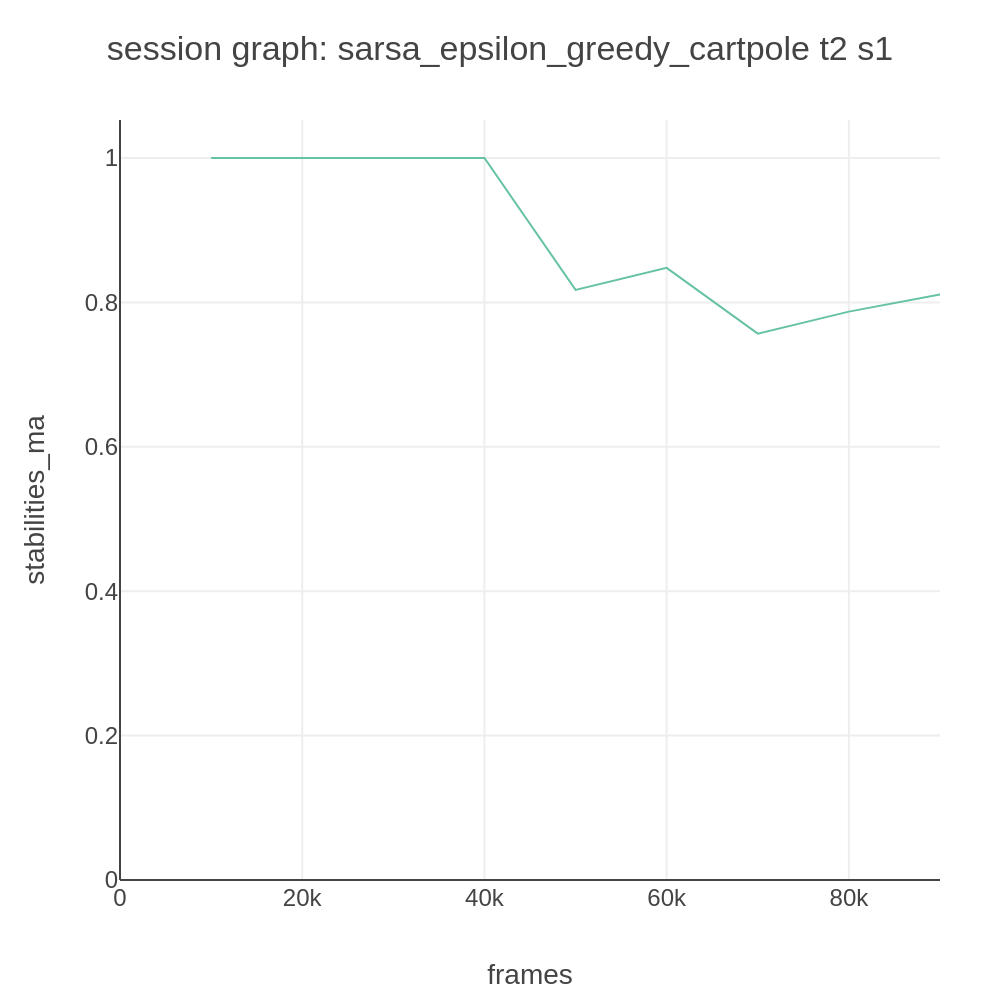 session graph: sarsa_epsilon_greedy_cartpole t2 s1
1
0.8
0.6
0.4
0.2
0
stabilities_ma
0
20k
40k
60k
80k
frames